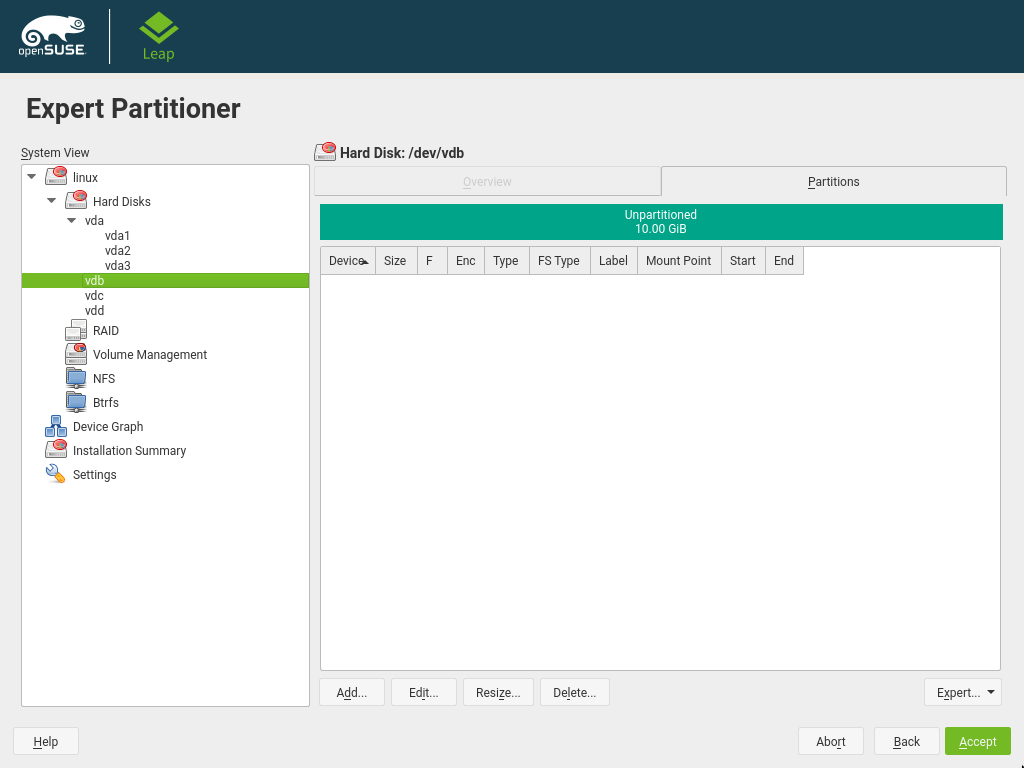 openSUSE
Leap
Expert Partitioner
System View
linux
Hard Disks
vda
vda1
vda2
vda3
vdb
vdc
vdd
RAID
Volume Management
NFS
Btrfs
Device Graph
Installation Summary
Settings
Hard Disk: /dev/vdb
Overview Partitions
Unpartitioned
10.00 GiB
Device Size F Enc Type FS Type Label Mount Point Start End
Add... Edit... Resize... Delete... Expert...
Help Abort Back Accept